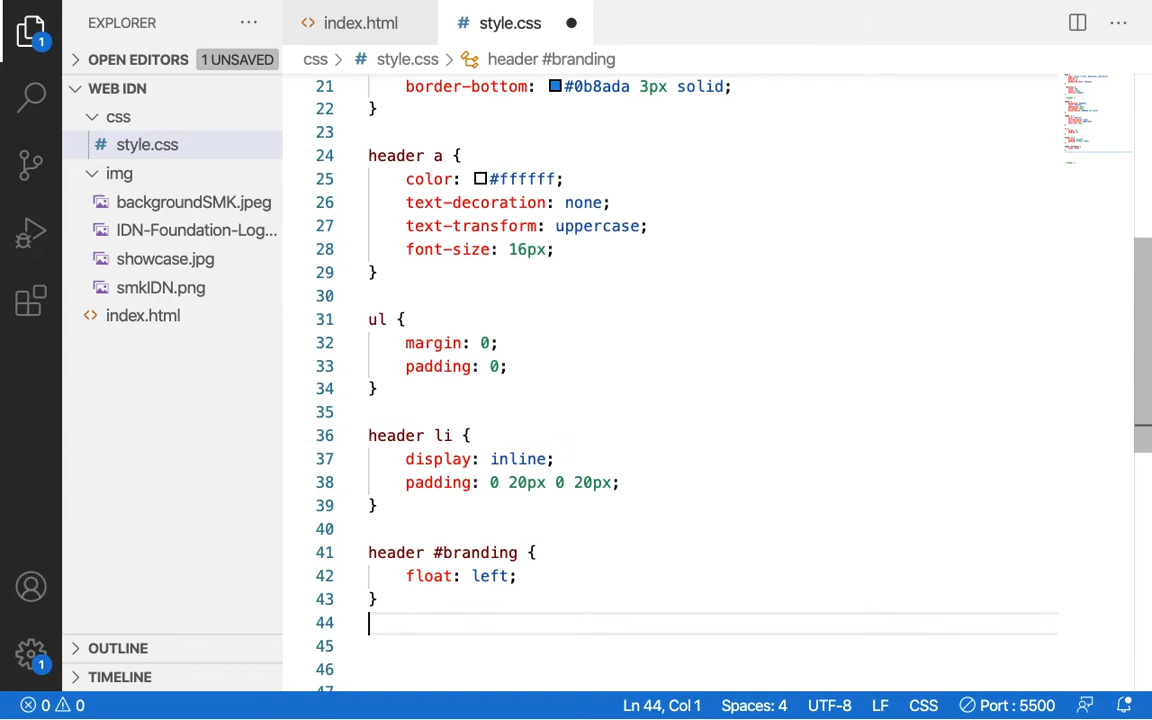 EXPLORER ···
index.html
# style.css
···
OPEN EDITORS 1 UNSAVED
WEB IDN
css
# style.css
img
backgroundSMK.jpeg
IDN-Foundation-Log...
showcase.jpg
smkIDN.png
index.html
OUTLINE
TIMELINE
1
1
css > # style.css > header #branding
21 border-bottom: #0b8ada 3px solid;
22 }
23
24 header a {
25 color: #ffffff;
26 text-decoration: none;
27 text-transform: uppercase;
28 font-size: 16px;
29 }
30
31 ul {
32 margin: 0;
33 padding: 0;
34 }
35
36 header li {
37 display: inline;
38 padding: 0 20px 0 20px;
39 }
40
41 header #branding {
42 float: left;
43 }
44
45
46
47
0 0 Ln 44, Col 1 Spaces: 4 UTF-8 LF CSS Port : 5500